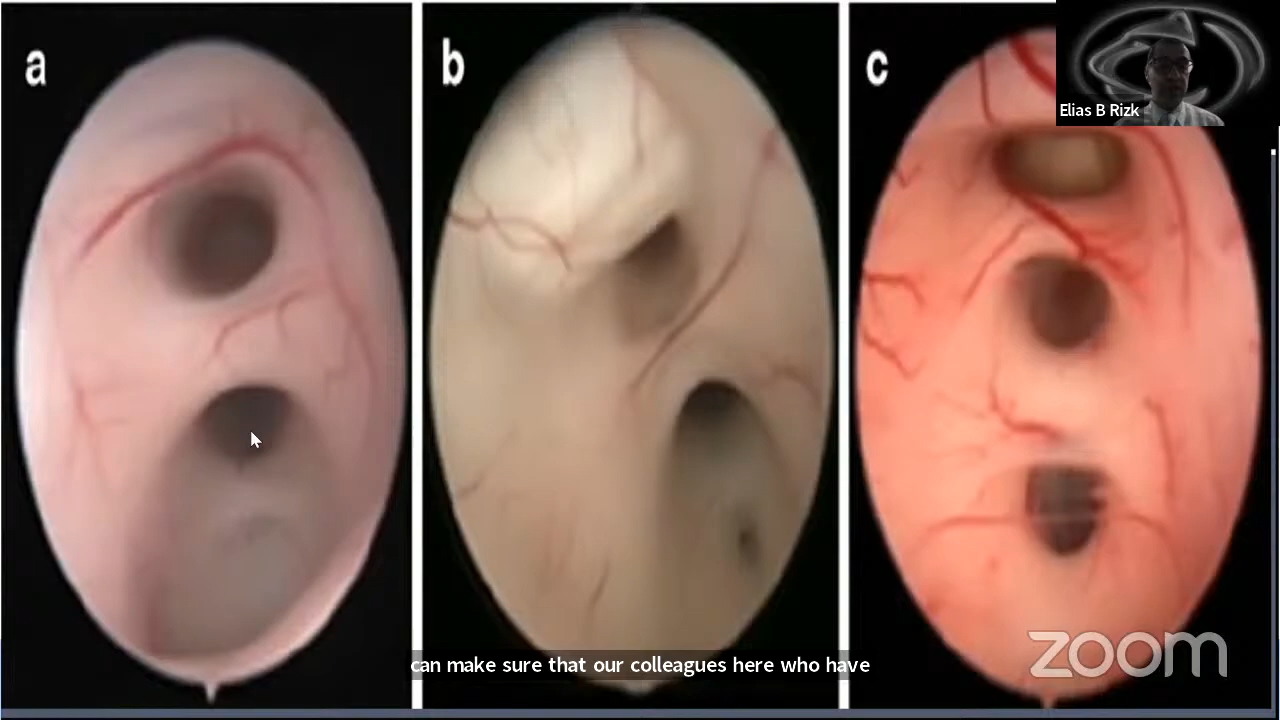 a
b
c
Elias B Rizk
can make sure that our colleagues here who have
zoom